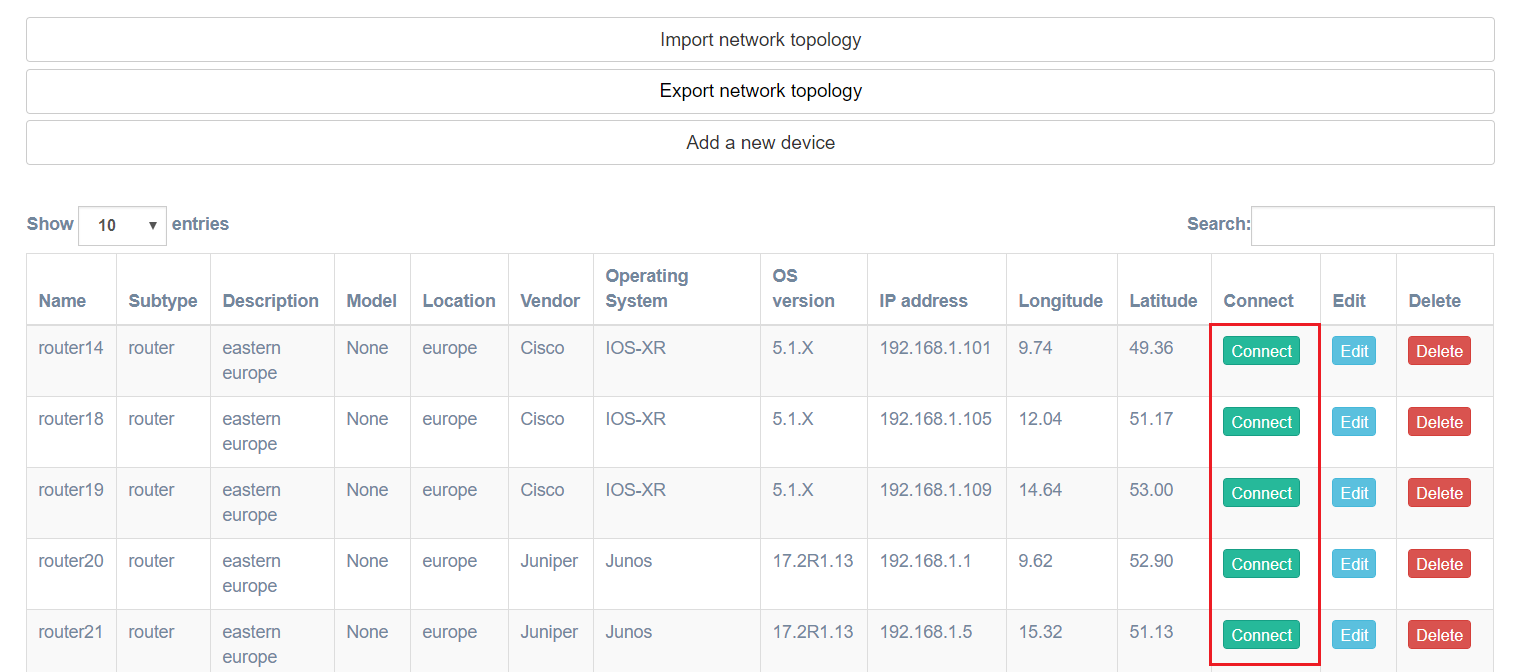 Import network topology
Export network topology
Add a new device
Show 10 entries Search:
Name Subtype Description Model Location Vendor Operating System OS version IP address Longitude Latitude Connect Edit Delete
router14 router eastern europe None europe Cisco IOS-XR 5.1.X 192.168.1.101 9.74 49.36 Connect Edit Delete
router18 router eastern europe None europe Cisco IOS-XR 5.1.X 192.168.1.105 12.04 51.17 Connect Edit Delete
router19 router eastern europe None europe Cisco IOS-XR 5.1.X 192.168.1.109 14.64 53.00 Connect Edit Delete
router20 router eastern europe None europe Juniper Junos 17.2R1.13 192.168.1.1 9.62 52.90 Connect Edit Delete
router21 router eastern europe None europe Juniper Junos 17.2R1.13 192.168.1.5 15.32 51.13 Connect Edit Delete